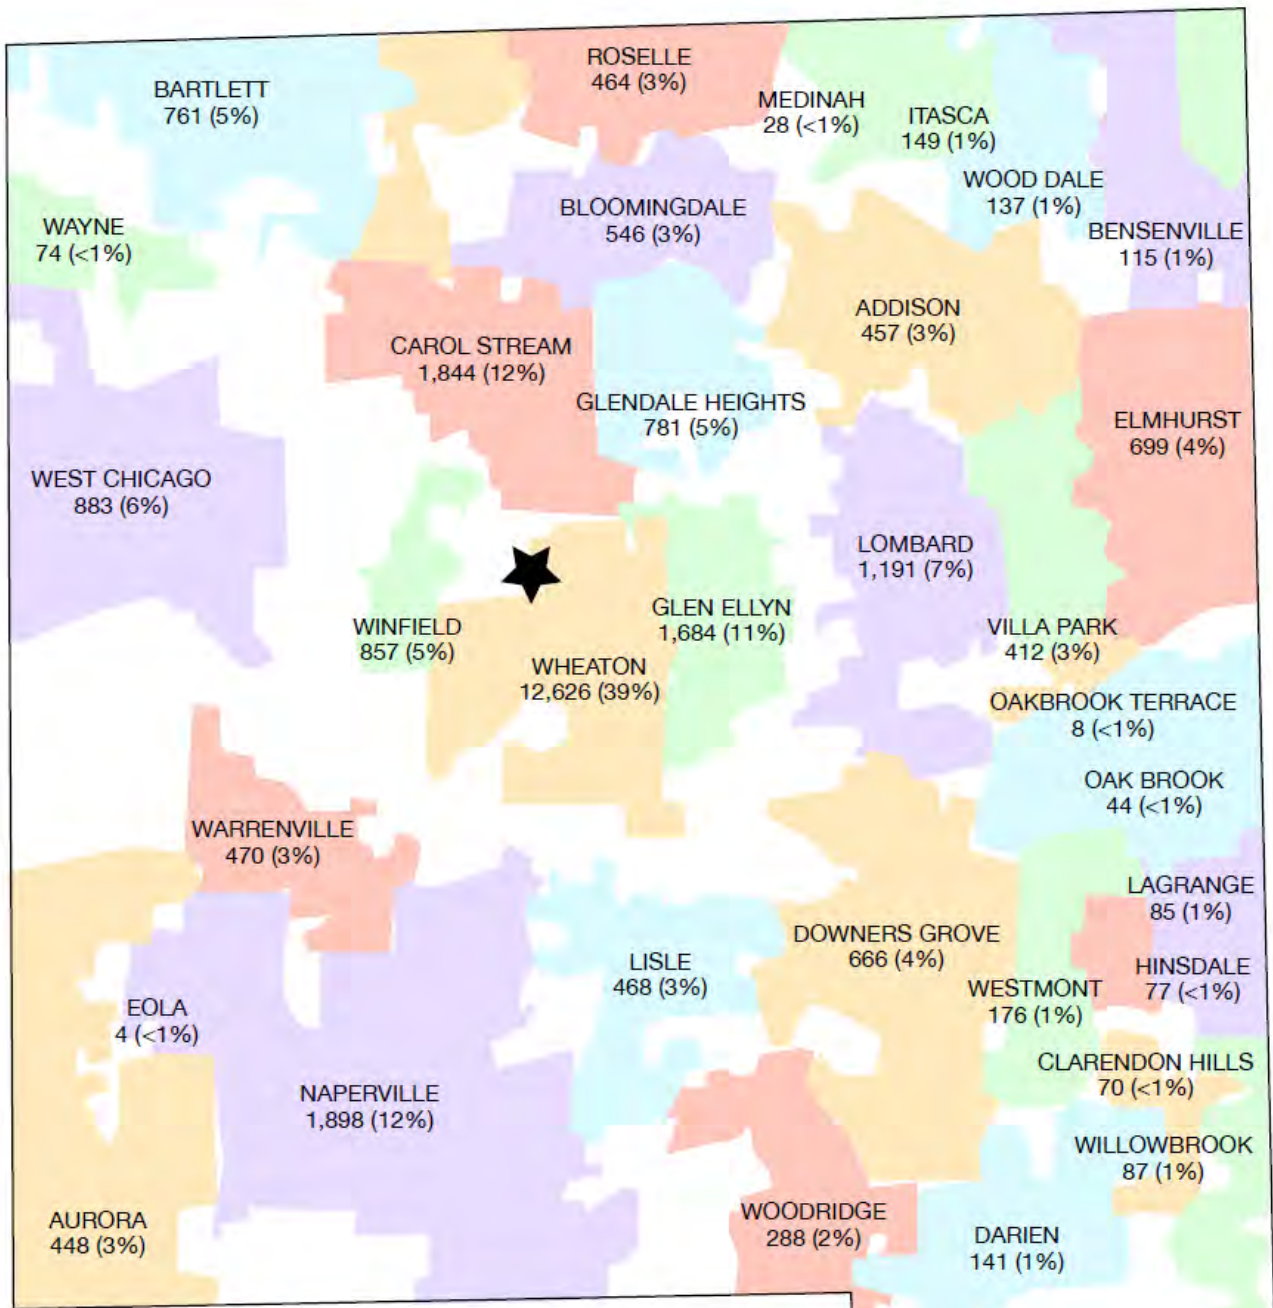 ROSELLE
464 (3%)
BARTLETT
761 (5%)
MEDINAH
28 (<1%)
ITASCA
149 (1%)
WOOD DALE
137 (1%)
BLOOMINGDALE
546 (3%)
WAYNE
74 (<1%)
BENSENVILLE
115 (1%)
ADDISON
457 (3%)
CAROL STREAM
1,844 (12%)
GLENDALE HEIGHTS
781 (5%)
ELMHURST
699 (4%)
WEST CHICAGO
883 (6%)
LOMBARD
1,191 (7%)
GLEN ELLYN
1,684 (11%)
WINFIELD
857 (5%)
VILLA PARK
412 (3%)
WHEATON
12,626 (39%)
OAKBROOK TERRACE
8 (<1%)
OAK BROOK
44 (<1%)
WARRENVILLE
470 (3%)
LAGRANGE
85 (1%)
DOWNERS GROVE
666 (4%)
LISLE
468 (3%)
HINSDALE
77 (<1%)
WESTMONT
176 (1%)
EOLA
4 (<1%)
CLARENDON HILLS
70 (<1%)
NAPERVILLE
1,898 (12%)
WILLOWBROOK
87 (1%)
WOODRIDGE
288 (2%)
AURORA
448 (3%)
DARIEN
141 (1%)